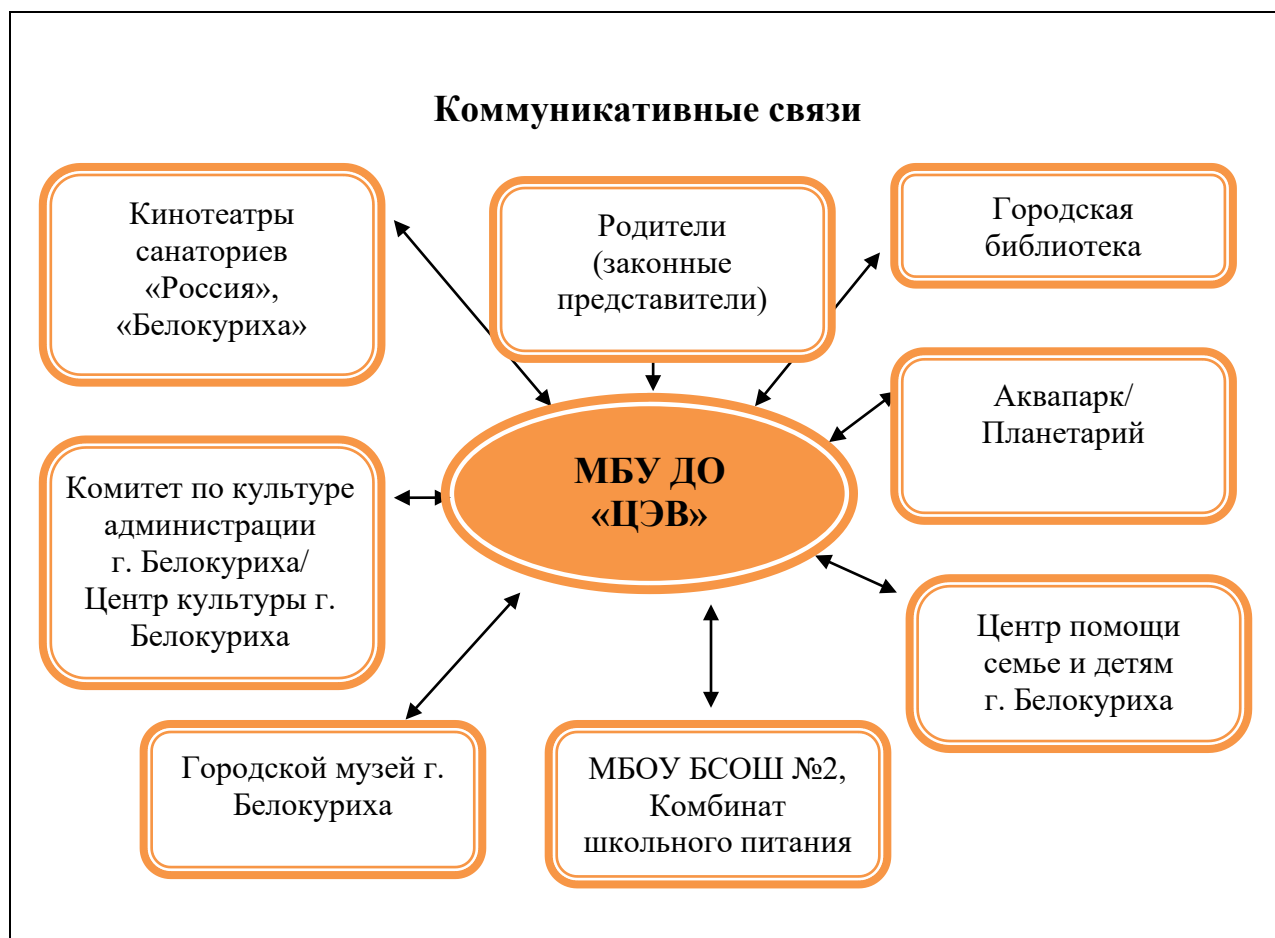 Коммуникативные связи
Кинотеатры
санаториев
«Россия»,
«Белокуриха»
Родители
(законные
представители)
Городская
библиотека
Аквапарк/
Планетарий
МБУ ДО
«ЦЭВ»
Комитет по культуре
администрации
г. Белокуриха/
Центр культуры г.
Белокуриха
Центр помощи
семье и детям
г. Белокуриха
Городской музей г.
Белокуриха
МБОУ БСОШ №2,
Комбинат
школьного питания